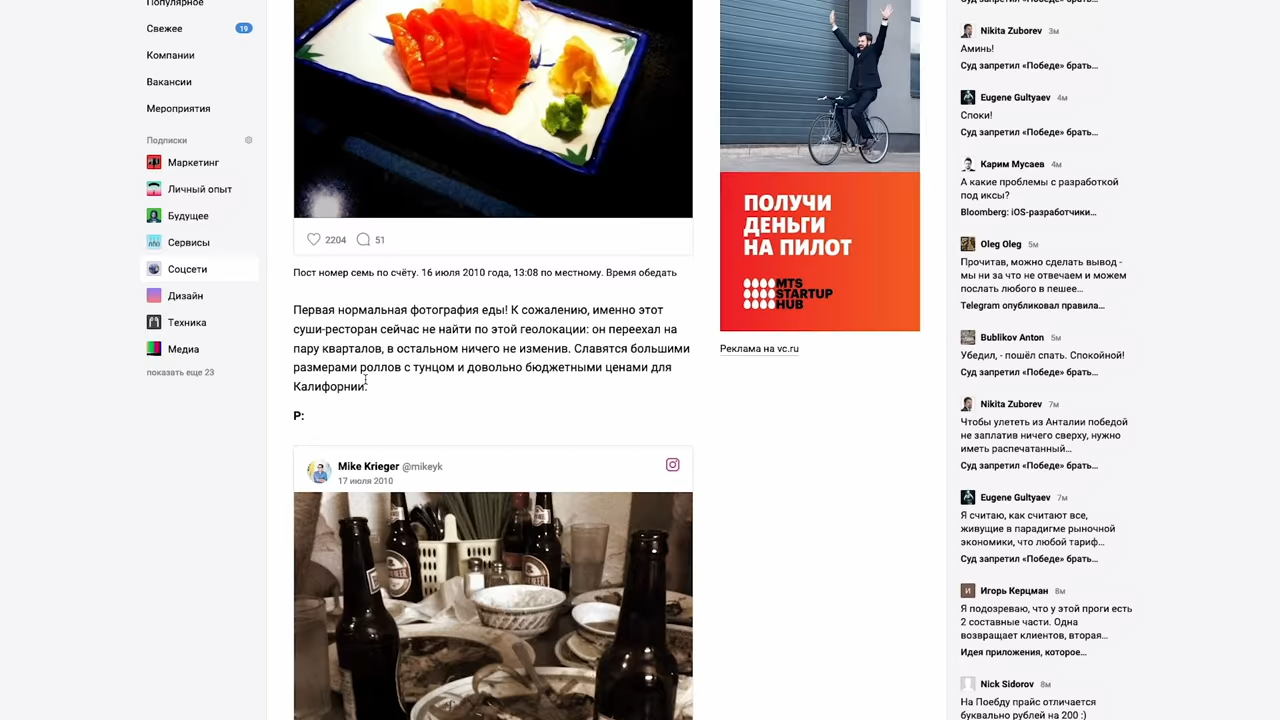 Популярное
Свежее
19
Компании
Вакансии
Мероприятия
Подписки
Маркетинг
Личный опыт
Будущее
Сервисы
Соцсети
Дизайн
Техника
Медиа
показать еще 23
2204
51
Пост номер семь по счёту. 16 июля 2010 года, 13:08 по местному. Время обедать
Первая нормальная фотография еды! К сожалению, именно этот
суши-ресторан сейчас не найти по этой геолокации: он переехал на
пару кварталов, в остальном ничего не изменив. Славятся большими
размерами роллов с тунцом и довольно бюджетными ценами для
Калифорнии.
P:
Mike Krieger @mikeyk
17 июля 2010
BEER
BEER
ПОЛУЧИ
ДЕНЬГИ
НА ПИЛОТ
MTS
STARTUP
HUB
Реклама на vc.ru
Суд запретил «Победе» брать…
Nikita Zuborev 3м
Аминь!
Суд запретил «Победе» брать…
Eugene Gultyaev 4м
Споки!
Суд запретил «Победе» брать…
Карим Мусаев 4м
А какие проблемы с разработкой
под иксы?
Bloomberg: iOS-разработчики…
Oleg Oleg 5м
Прочитав, можно сделать вывод -
мы ни за что не отвечаем и можем
послать любого в пешее…
Telegram опубликовал правила…
Bublikov Anton 5м
Убедил, - пошёл спать. Спокойной!
Суд запретил «Победе» брать…
Nikita Zuborev 7м
Чтобы улететь из Анталии победой
не заплатив ничего сверху, нужно
иметь распечатанный…
Суд запретил «Победе» брать…
Eugene Gultyaev 7м
Я считаю, как считают все,
живущие в парадигме рыночной
экономики, что любой тариф…
Суд запретил «Победе» брать…
И
Игорь Керцман 8м
Я подозреваю, что у этой проги есть
2 составные части. Одна
возвращает клиентов, вторая…
Идея приложения, которое…
Nick Sidorov 8м
На Поебду прайс отличается
буквально рублей на 200 :)